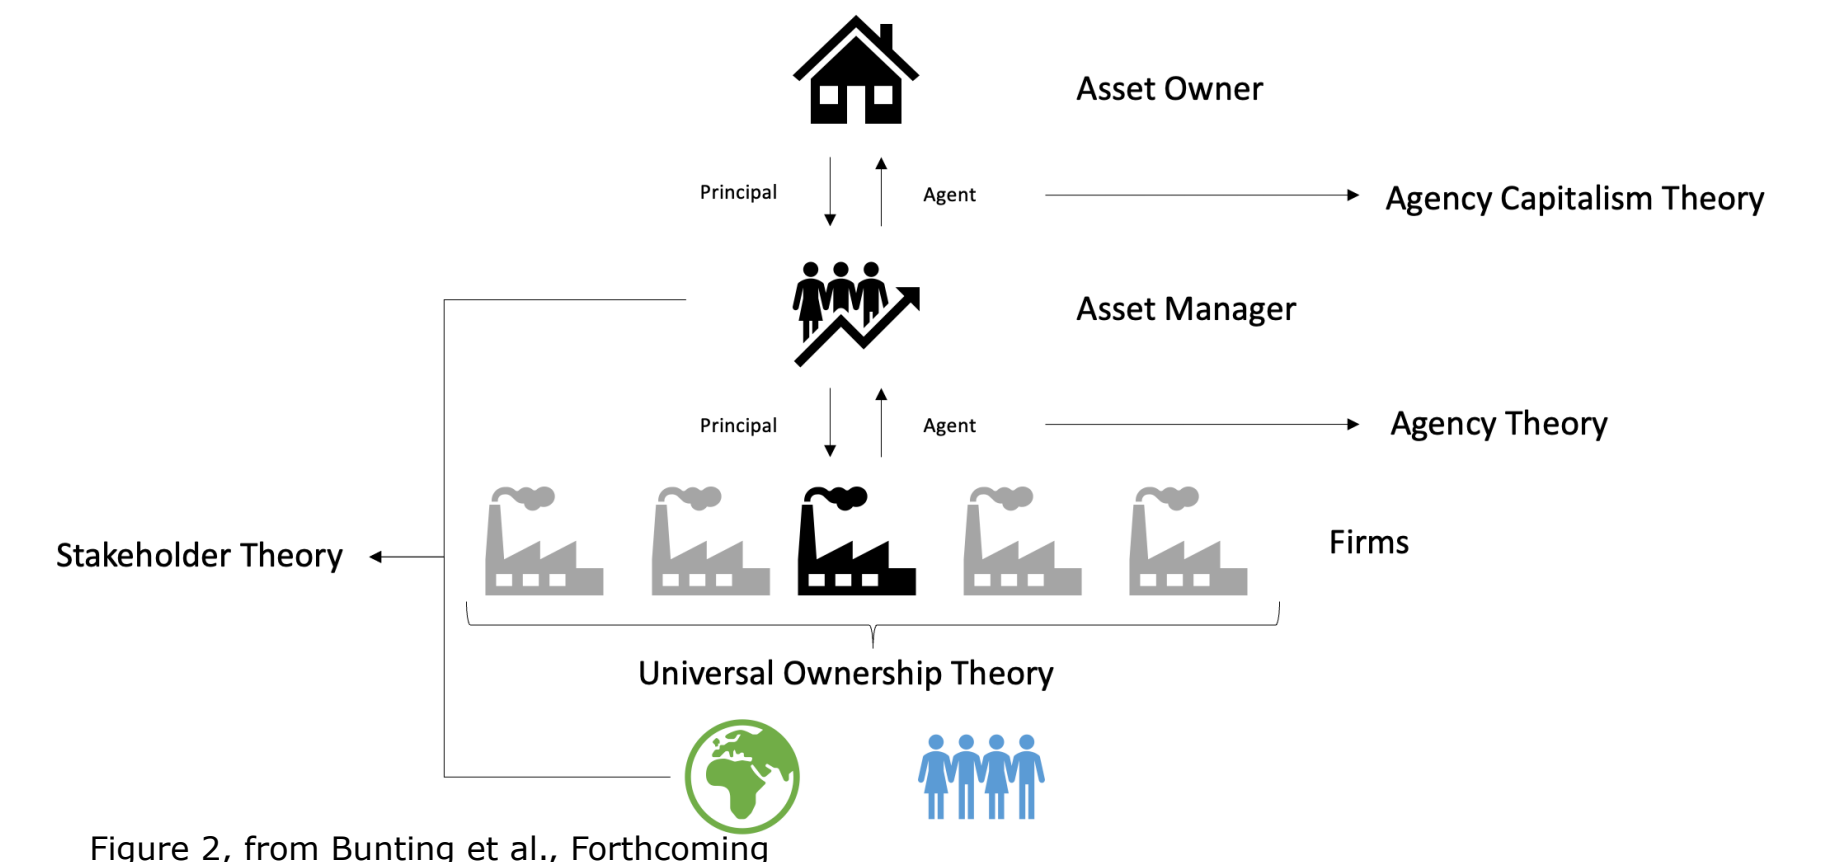 Asset Owner
Principal
Agent
Agency Capitalism Theory
Asset Manager
Principal
Agent
Agency Theory
Stakeholder Theory
Firms
Universal Ownership Theory
Figure 2, from Bunting et al., Forthcoming